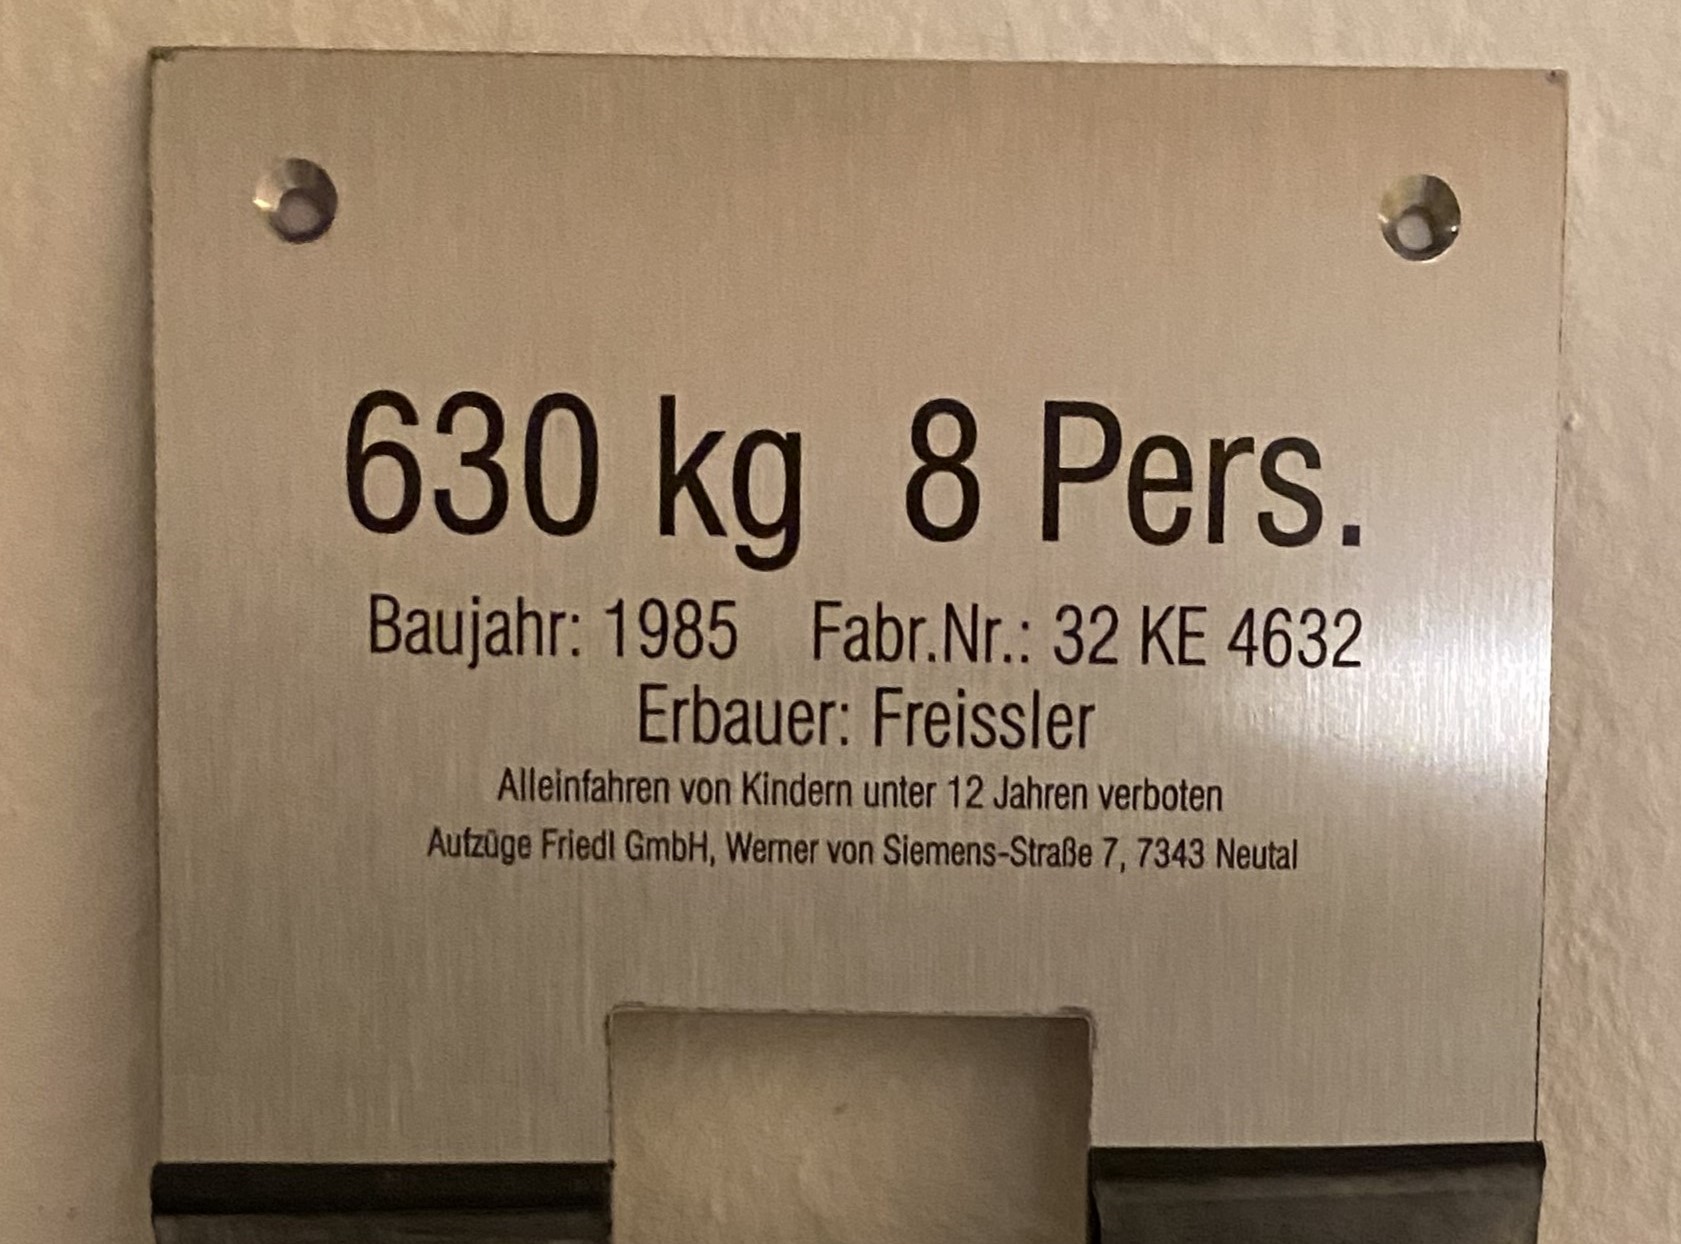 630 kg 8 Pers.
Baujahr: 1985 Fabr.Nr.: 32 KE 4632
Erbauer: Freissler
Alleinfahren von Kindern unter 12 Jahren verboten
Aufzüge Friedl GmbH, Werner von Siemens-Straße 7, 7343 Neutal